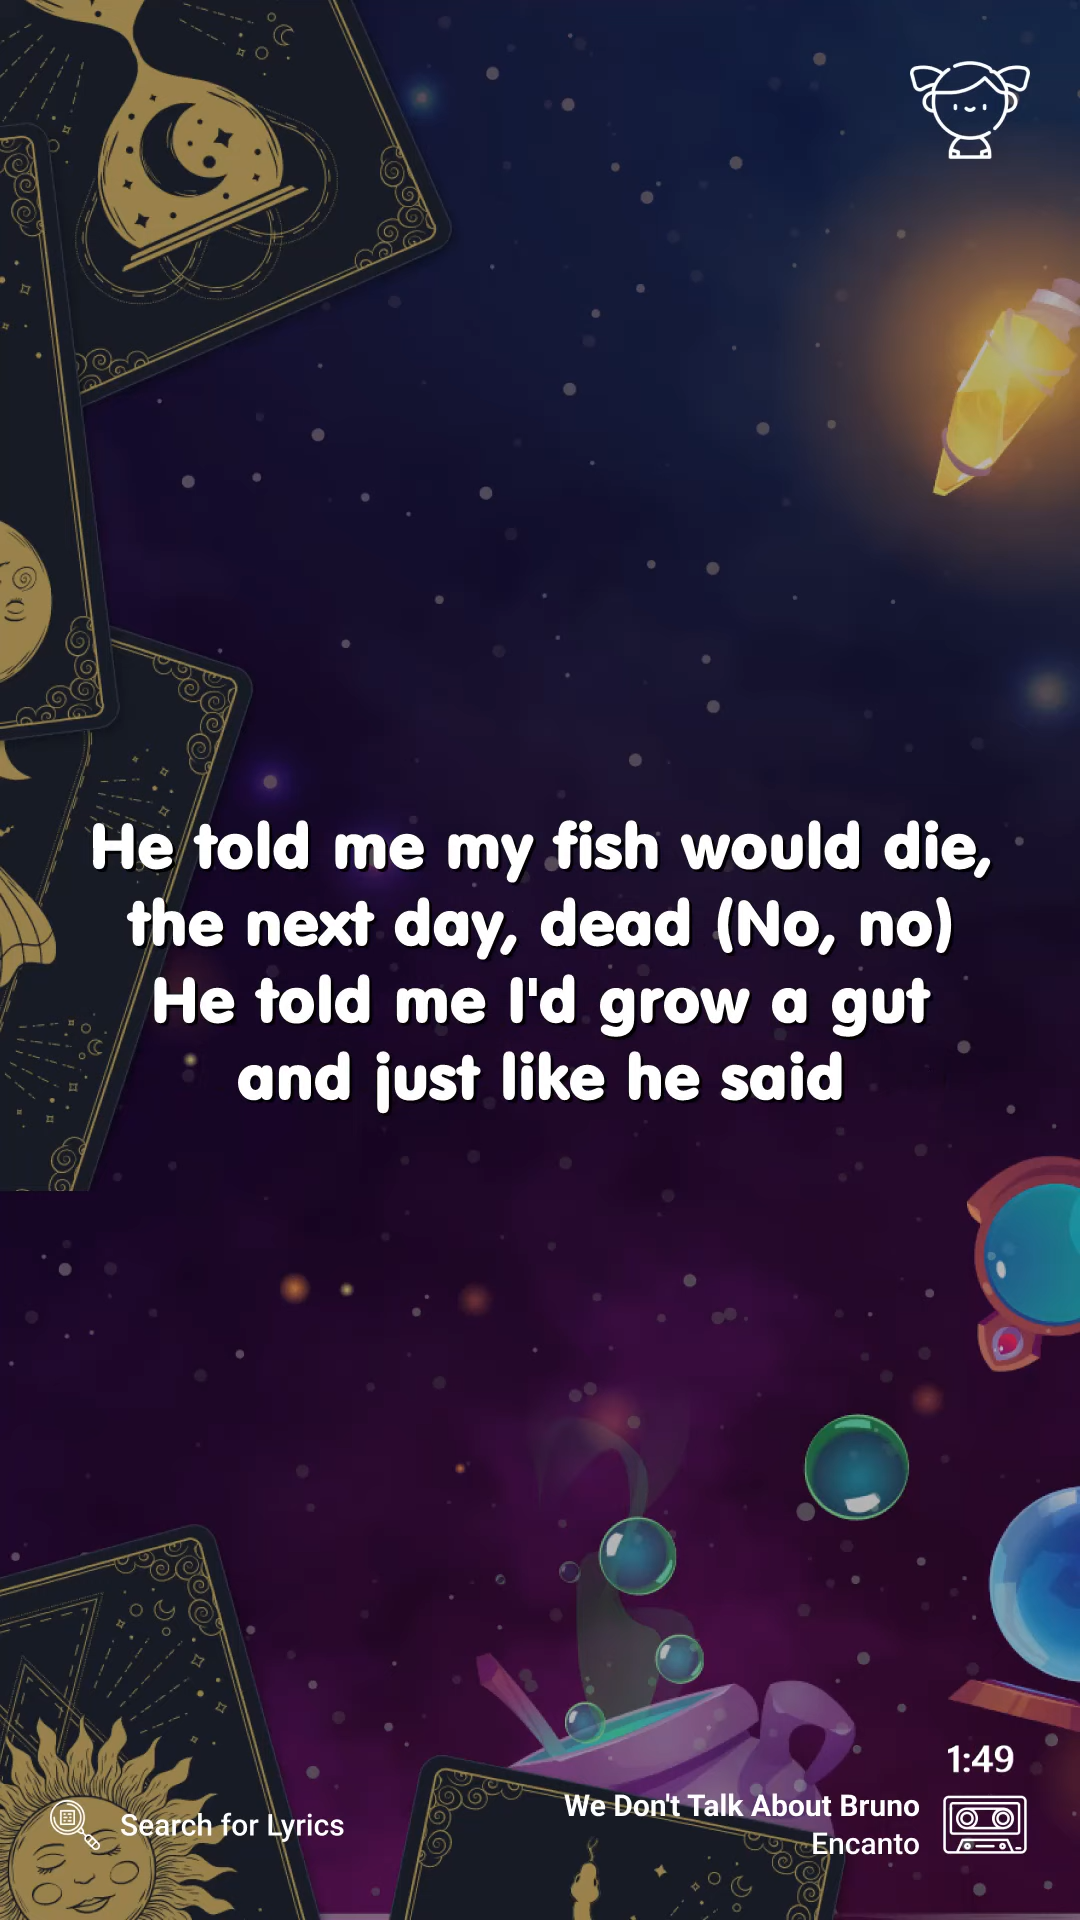 He told me my fish would die,
the next day, dead (No, no)
He told me I'd grow a gut
and just like he said
1:49
We Don't Talk About Bruno
Encanto
Search for Lyrics